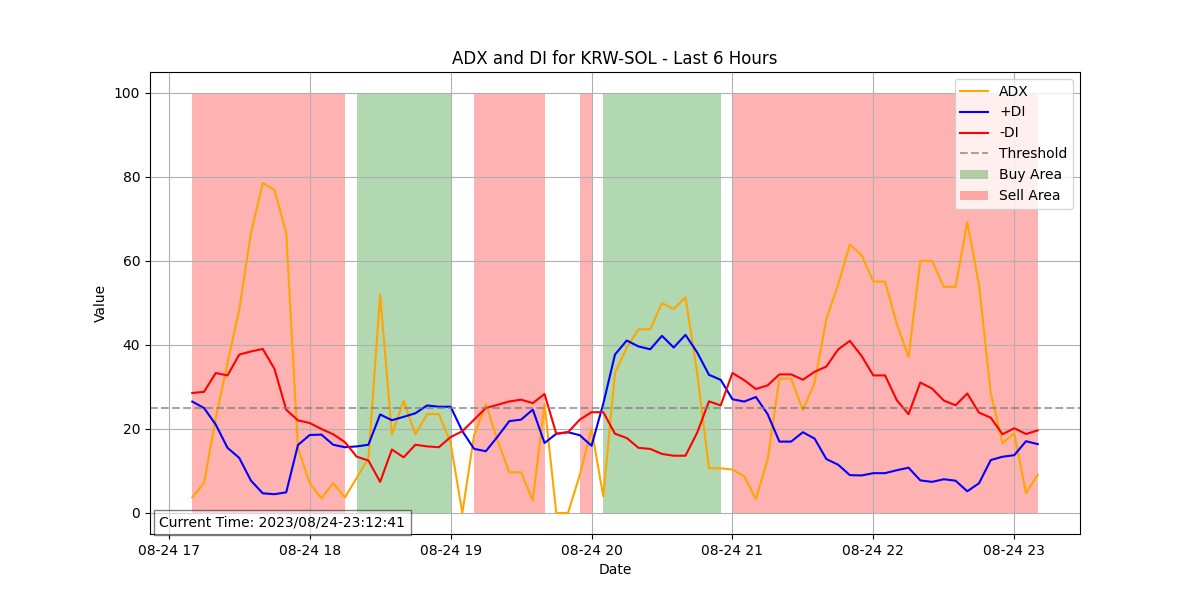 ADX and DI for KRW-SOL - Last 6 Hours
100
80
60
40
20
0
Value
ADX
+DI
-DI
Threshold
Buy Area
Sell Area
Current Time: 2023/08/24-23:12:41
08-24 17
08-24 18
08-24 19
08-24 20
08-24 21
08-24 22
08-24 23
Date